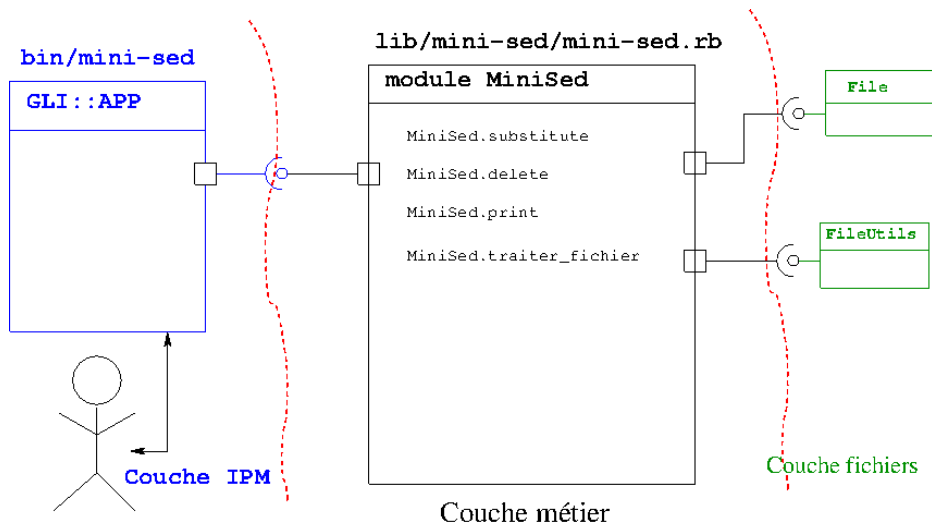 bin/mini-sed
GLI::APP
Couche IPM
lib/mini-sed/mini-sed.rb
module MiniSed
MiniSed.substitute
MiniSed.delete
MiniSed.print
MiniSed.traiter_fichier
Couche métier
File
FileUtils
Couche fichiers